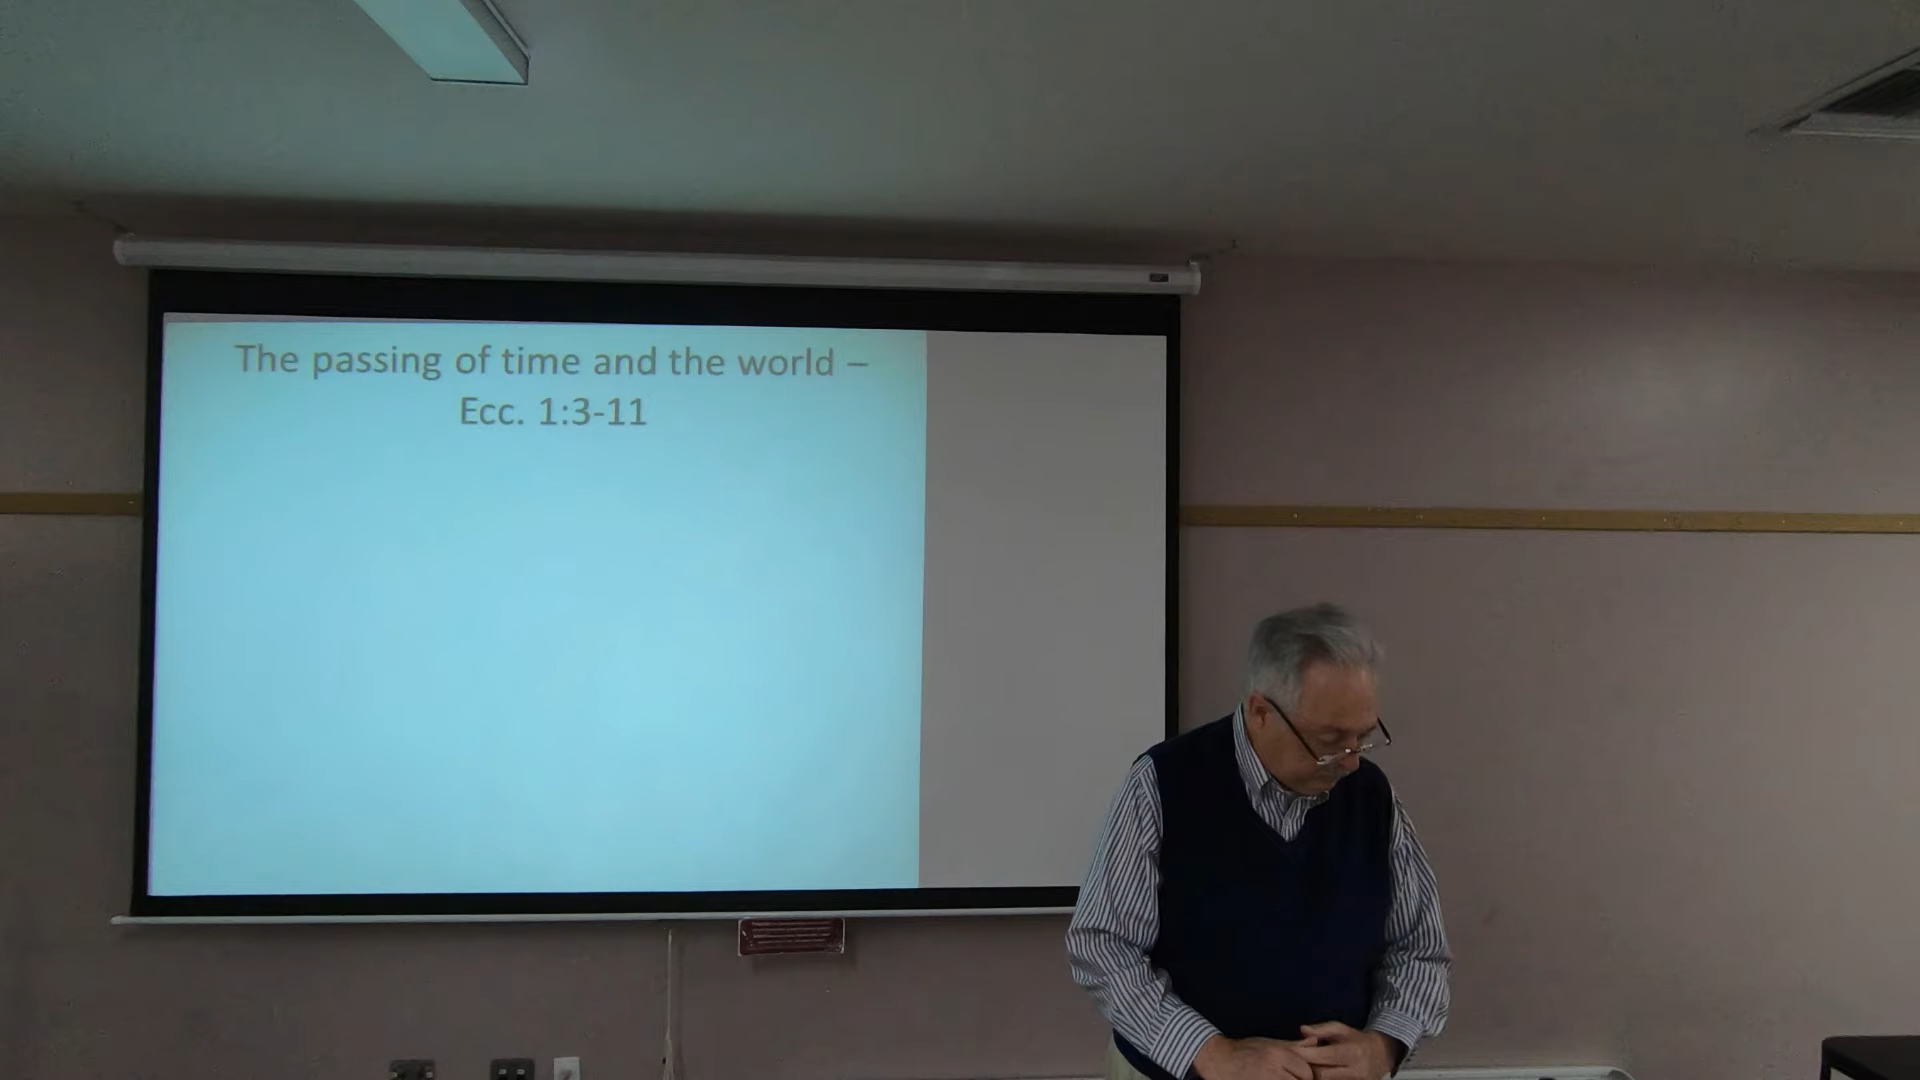 The passing of time and the world –
Ecc. 1:3-11